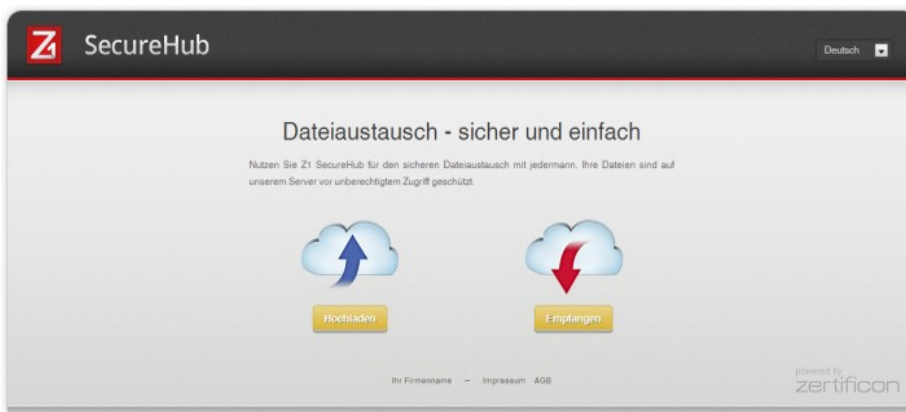 Z1 SecureHub
Deutsch
Dateiaustausch - sicher und einfach
Nutzen Sie Z1 SecureHub für den sicheren Dateiaustausch mit jedermann. Ihre Dateien sind auf
unserem Server vor unberechtigtem Zugriff geschützt
Hochladen
Empfangen
Ihr Firmenname – Impressum AGB
powered by
zertificon